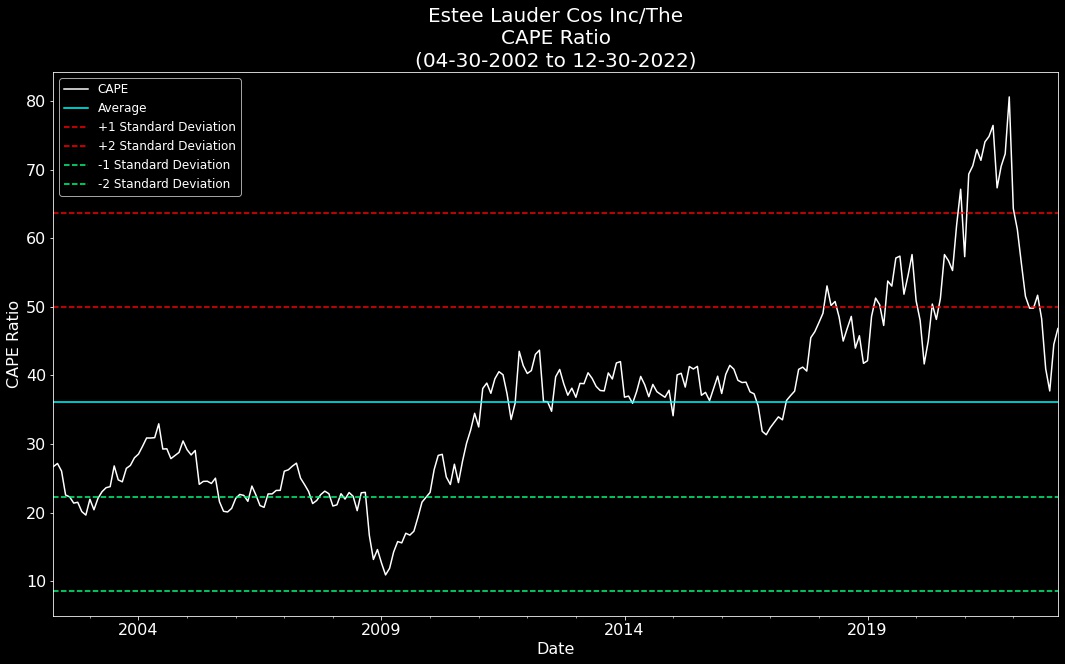 Estee Lauder Cos Inc/The
CAPE Ratio
(04-30-2002 to 12-30-2022)
CAPE
Average
+1 Standard Deviation
+2 Standard Deviation
-1 Standard Deviation
-2 Standard Deviation
CAPE Ratio
80
70
60
50
40
30
20
10
2004
2009
2014
2019
Date